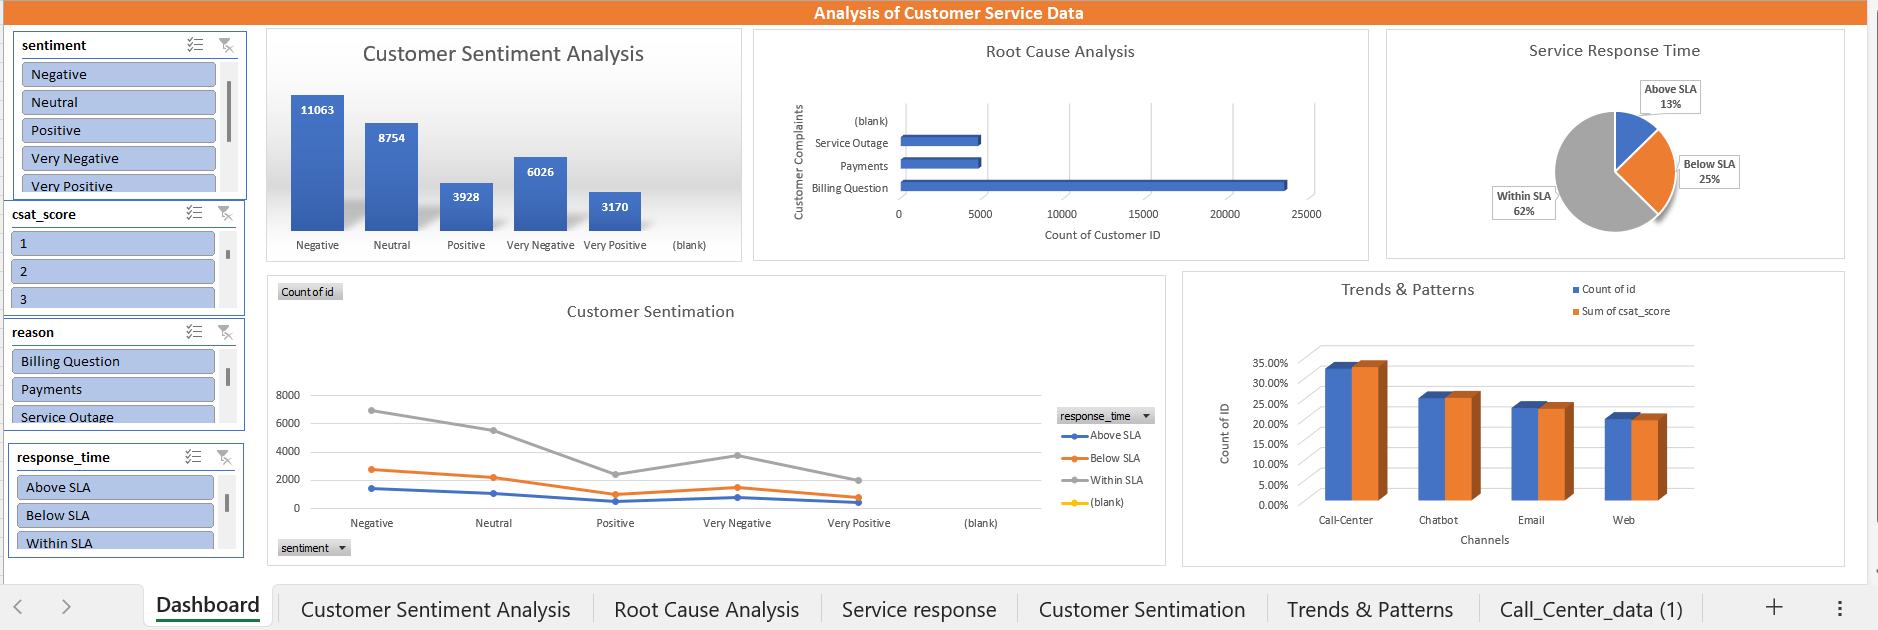 Analysis of Customer Service Data
sentiment
Negative
Neutral
Positive
Very Negative
Very Positive
csat_score
1
2
3
reason
Billing Question
Payments
Service Outage
response_time
Above SLA
Below SLA
Within SLA
Customer Sentiment Analysis
11063
8754
3928
6026
3170
Negative
Neutral
Positive
Very Negative
Very Positive
(blank)
Root Cause Analysis
Customer Complaints
(blank)
Service Outage
Payments
Billing Question
0
5000
10000
15000
20000
25000
Count of Customer ID
Service Response Time
Above SLA
13%
Below SLA
25%
Within SLA
62%
Count of id
Customer Sentimation
8000
6000
4000
2000
0
Negative
Neutral
Positive
Very Negative
Very Positive
(blank)
sentiment
response_time
Above SLA
Below SLA
Within SLA
(blank)
Trends & Patterns
Count of id
Sum of csat_score
Count of ID
35.00%
30.00%
25.00%
20.00%
15.00%
10.00%
5.00%
0.00%
Call-Center
Chatbot
Email
Web
Channels
Dashboard
Customer Sentiment Analysis
Root Cause Analysis
Service response
Customer Sentimation
Trends & Patterns
Call_Center_data (1)